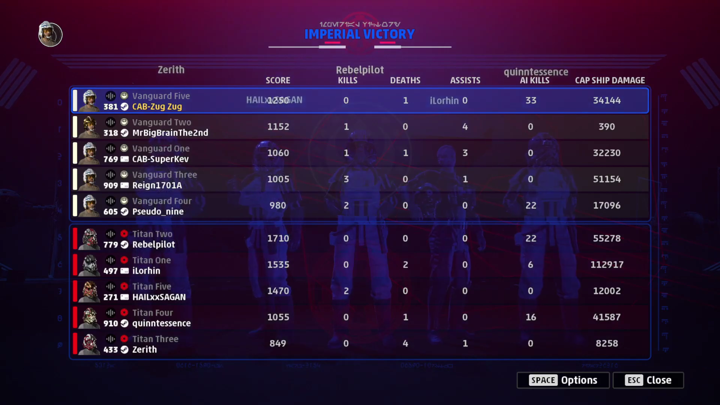 IMPERIAL VICTORY
Zerith
Rebelpilot
quinntessence
SCORE KILLS DEATHS ASSISTS AI KILLS CAP SHIP DAMAGE
HAILxxSAGAN
iLorhin
Vanguard Five
381 CAB-Zug Zug 1230 0 1 0 33 34144
Vanguard Two
318 MrBigBrainThe2nd 1152 1 0 4 0 390
Vanguard One
769 CAB-SuperKev 1060 1 1 3 0 32230
Vanguard Three
909 Reign1701A 1005 3 0 1 0 51154
Vanguard Four
605 Pseudo_nine 980 2 0 0 22 17096
Titan Two
779 Rebelpilot 1710 0 0 0 22 55278
Titan One
497 iLorhin 1535 0 2 0 6 112917
Titan Five
271 HAILxxSAGAN 1470 2 0 0 0 12002
Titan Four
910 quinntessence 1055 0 1 0 16 41587
Titan Three
433 Zerith 849 0 4 1 0 8258
SPACE Options ESC Close